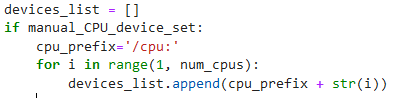 devices_list = []
if manual_CPU_device_set:
    cpu_prefix='/cpu:'
    for i in range(1, num_cpus):
        devices_list.append(cpu_prefix + str(i))